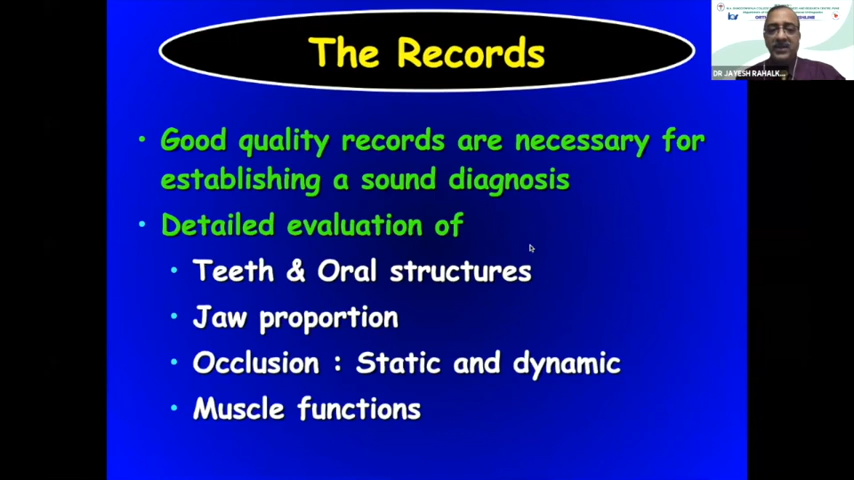 The Records
• Good quality records are necessary for
establishing a sound diagnosis
• Detailed evaluation of
• Teeth & Oral structures
• Jaw proportion
• Occlusion : Static and dynamic
• Muscle functions
DR JAYESH RAHALK...